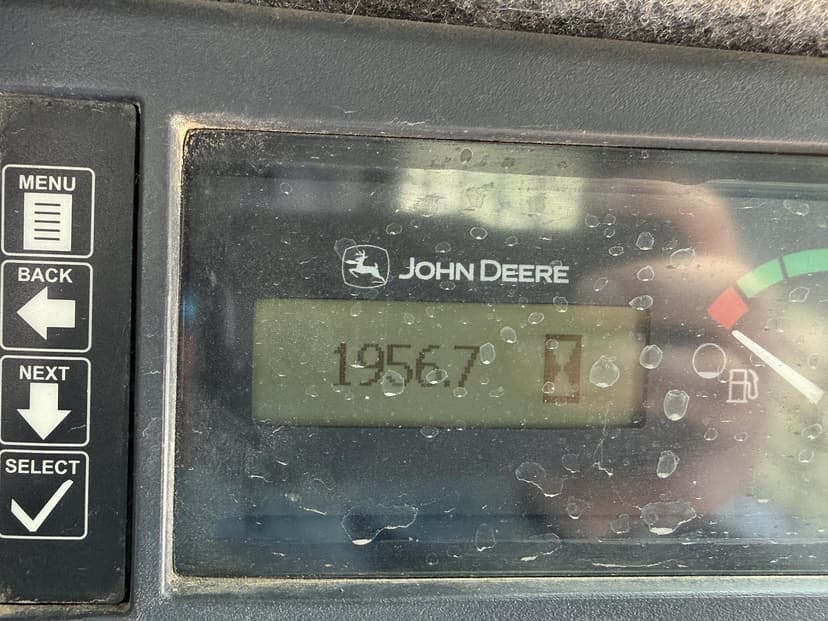 MENU
BACK
NEXT
SELECT
JOHN DEERE
1956.7